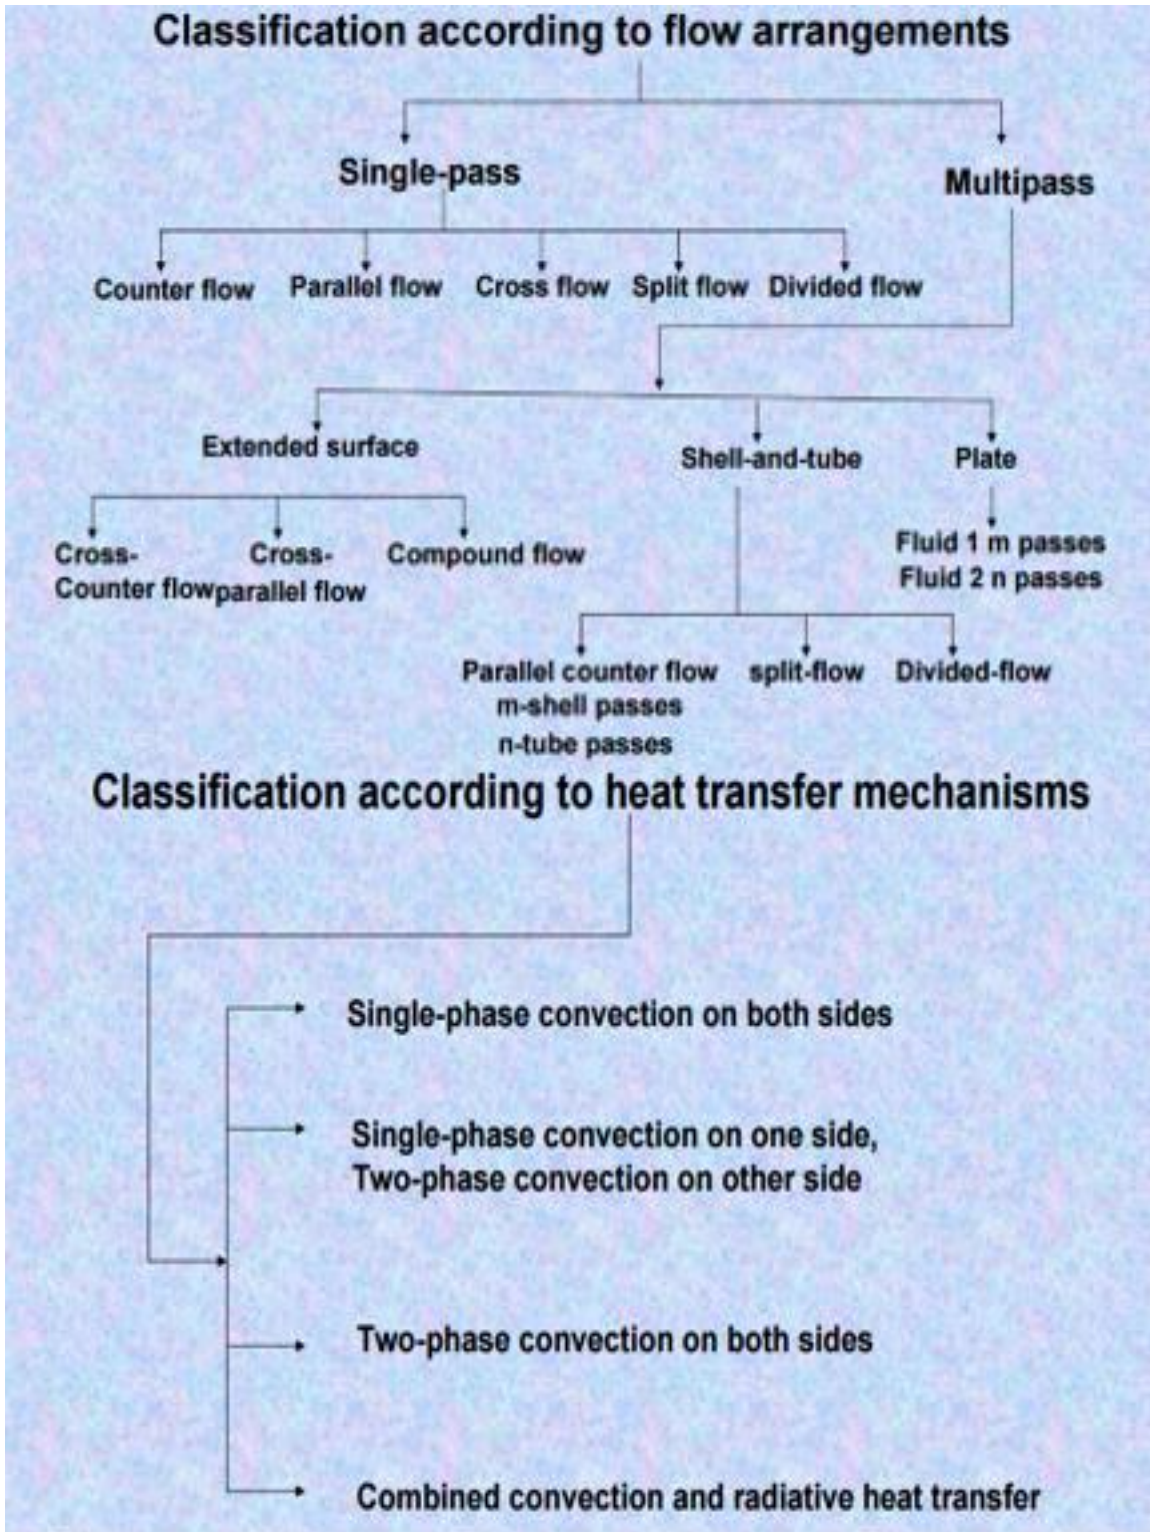 Classification according to flow arrangements
Single-pass
Multipass
Counter flow Parallel flow Cross flow Split flow Divided flow
Extended surface
Shell-and-tube Plate
Cross- Cross- Compound flow
Counter flow parallel flow
Fluid 1 m passes
Fluid 2 n passes
Parallel counter flow split-flow Divided-flow
m-shell passes
n-tube passes
Classification according to heat transfer mechanisms
Single-phase convection on both sides
Single-phase convection on one side,
Two-phase convection on other side
Two-phase convection on both sides
Combined convection and radiative heat transfer